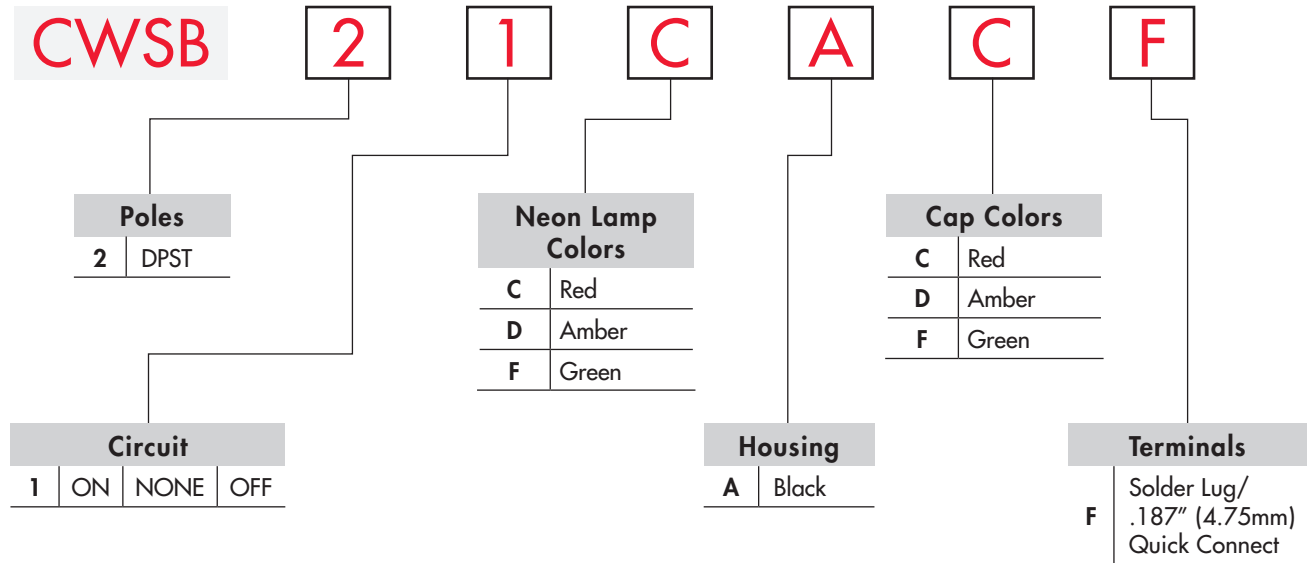 CWSB 2 1 C A C F
Poles
2 DPST
Neon Lamp
Colors
C Red
D Amber
F Green
Cap Colors
C Red
D Amber
F Green
Circuit
1 ON NONE OFF
Housing
A Black
Terminals
F Solder Lug/
.187” (4.75mm)
Quick Connect